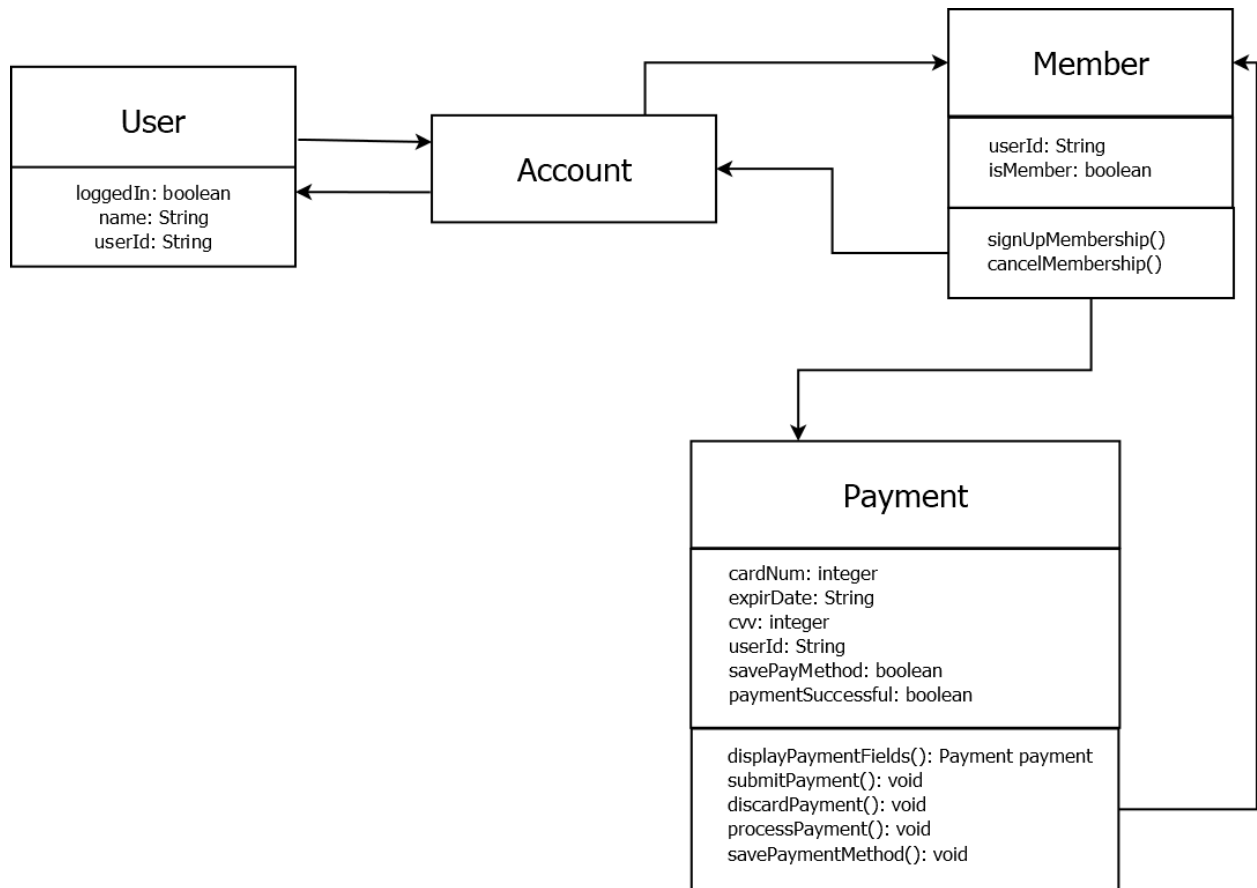 User
loggedIn: boolean
name: String
userId: String
Account
Member
userId: String
isMember: boolean
signUpMembership()
cancelMembership()
Payment
cardNum: integer
expirDate: String
cvv: integer
userId: String
savePayMethod: boolean
paymentSuccessful: boolean
displayPaymentFields(): Payment payment
submitPayment(): void
discardPayment(): void
processPayment(): void
savePaymentMethod(): void